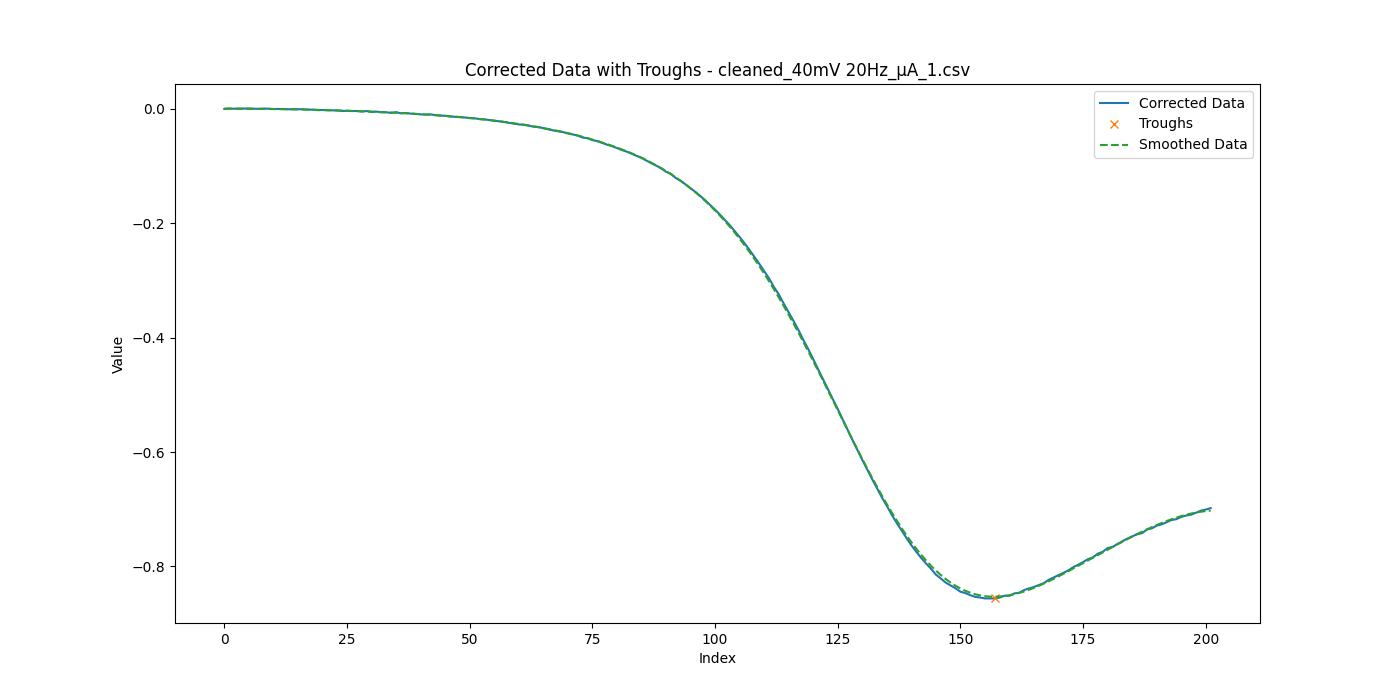 Corrected Data with Troughs - cleaned_40mV 20Hz_µA_1.csv
Corrected Data
Troughs
Smoothed Data
Value
0.0
−0.2
−0.4
−0.6
−0.8
0 25 50 75 100 125 150 175 200
Index